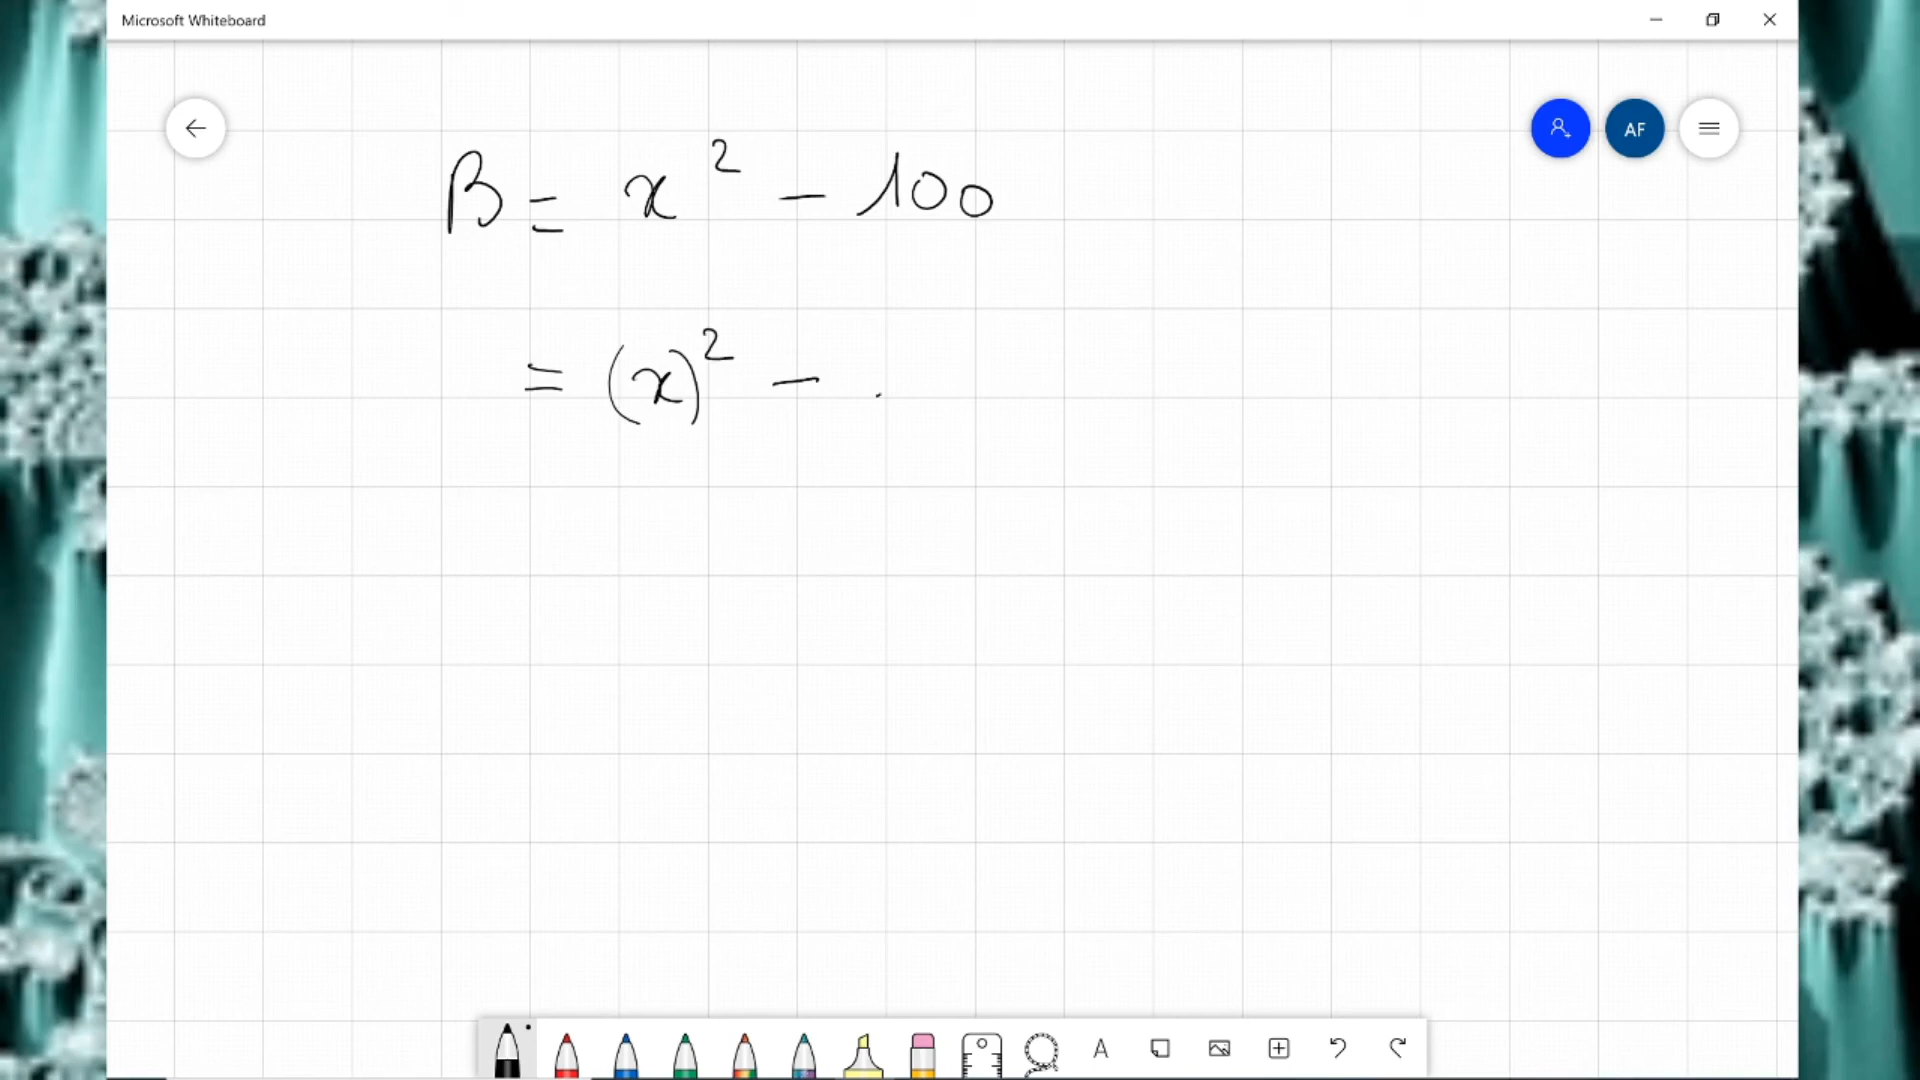 Microsoft Whiteboard
AF
B = x² − 100
= (x)² − .
A